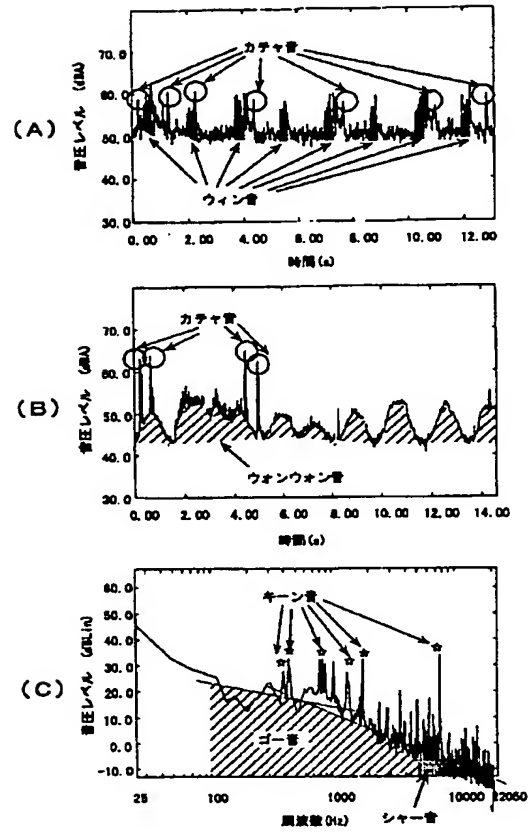 (A)
カチャ音
音圧レベル (dBA)
70.0
60.0
50.0
40.0
30.0
ウィン音
0.00 2.00 4.00 6.00 8.00 10.00 12.00
時間(s)
(B)
カチャ音
音圧レベル (dBA)
70.0
60.0
50.0
40.0
30.0
ウォンウォン音
0.00 2.00 4.00 6.00 8.00 10.00 12.00 14.00
時間(s)
(C)
キーン音
音圧レベル (dBLin)
60.0
50.0
40.0
30.0
20.0
10.0
0.0
-10.0
ゴー音
25 100 1000 10000 22050
周波数(Hz)
シャー音